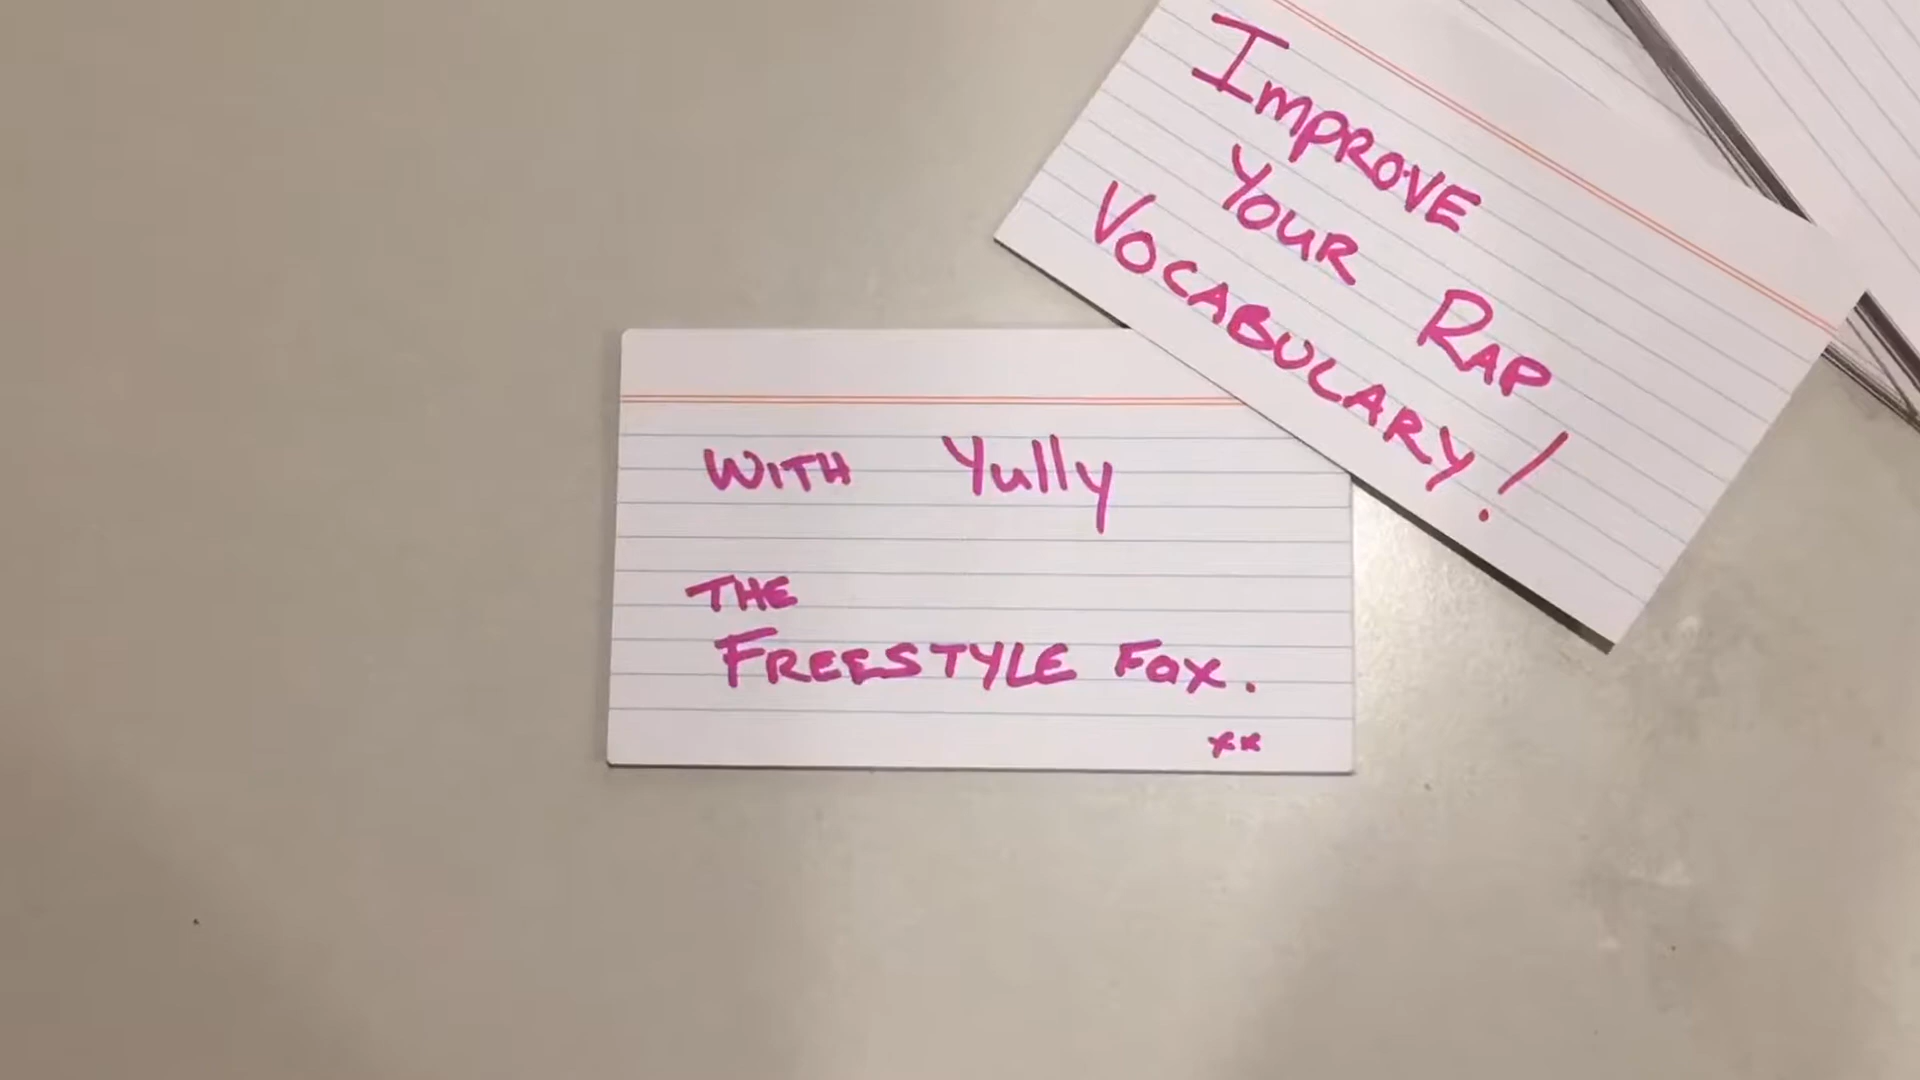 IMPROVE
YOUR RAP
VOCABULARY!
WITH Yully
THE
FREESTYLE FOX.
xx